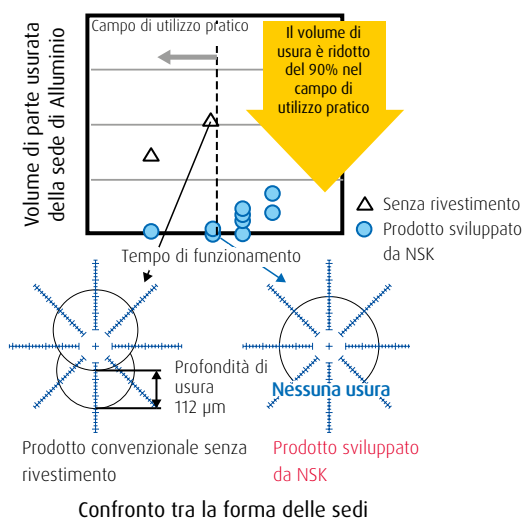 Campo di utilizzo pratico
Il volume di
usura è ridotto
del 90% nel
campo di
utilizzo pratico
Volume di parte usurata
della sede di Alluminio
Senza rivestimento
Prodotto sviluppato
da NSK
Tempo di funzionamento
Profondità di
usura
112 µm
Nessuna usura
Prodotto convenzionale senza
rivestimento
Prodotto sviluppato
da NSK
Confronto tra la forma delle sedi